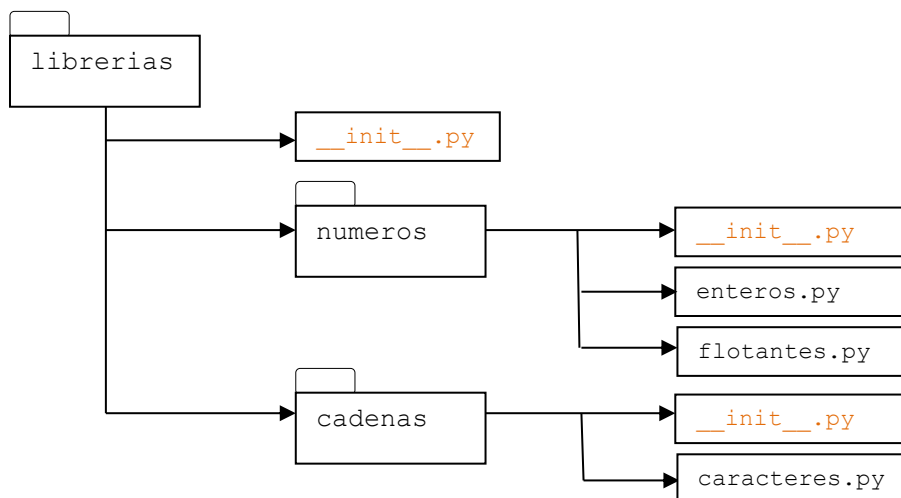 librerias
__init__.py
numeros
__init__.py
enteros.py
flotantes.py
cadenas
__init__.py
caracteres.py